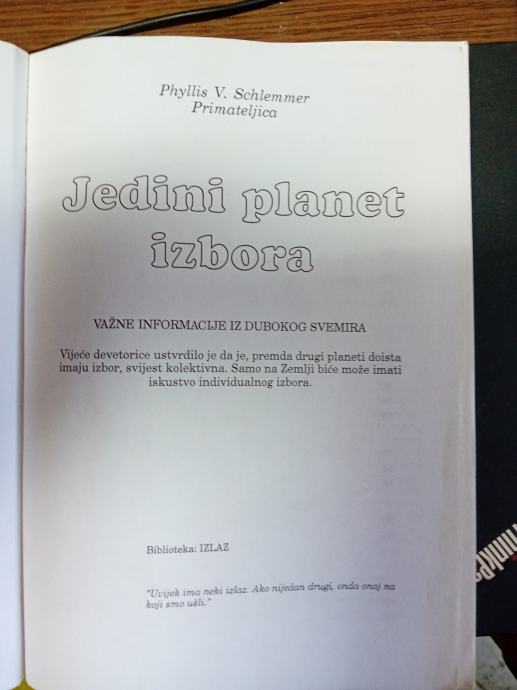 Phyllis V. Schlemmer
Primateljica
Jedini planet
izbora
VAŽNE INFORMACIJE IZ DUBOKOG SVEMIRA
Vijeće devetorice ustvrdilo je da je, premda drugi planeti doista
imaju izbor, svijest kolektivna. Samo na Zemlji biće može imati
iskustvo individualnog izbora.
Biblioteka: IZLAZ
"Uvijek ima neki izlaz. Ako nijedan drugi, onda onaj na
koji smo ušli."